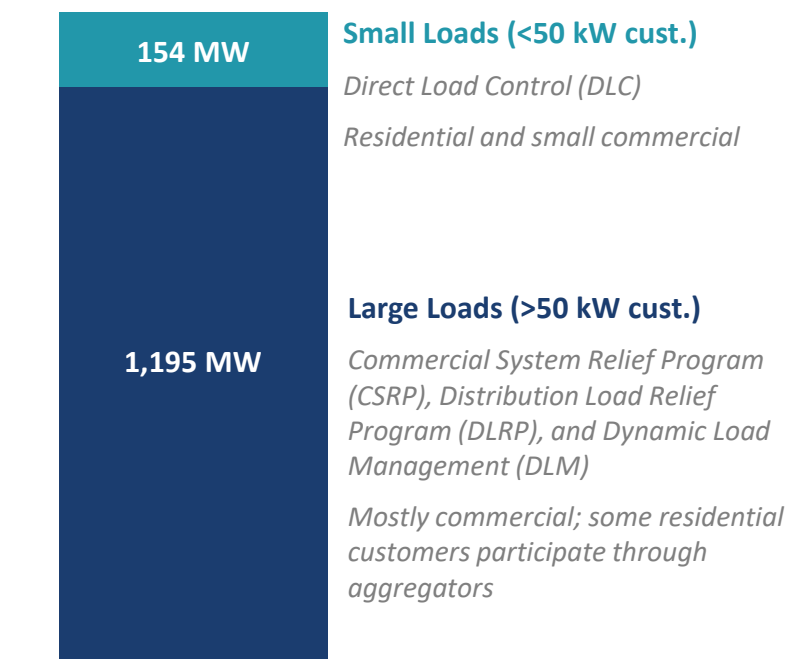 154 MW
Small Loads (<50 kW cust.)
Direct Load Control (DLC)
Residential and small commercial
1,195 MW
Large Loads (>50 kW cust.)
Commercial System Relief Program
(CSRP), Distribution Load Relief
Program (DLRP), and Dynamic Load
Management (DLM)
Mostly commercial; some residential
customers participate through
aggregators